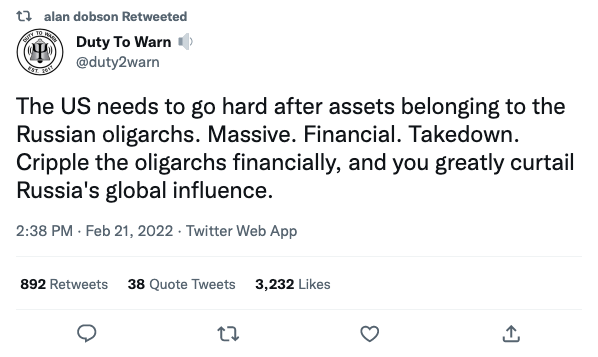 alan dobson Retweeted
DUTY TO WARN
EST. 2017
Duty To Warn
@duty2warn
The US needs to go hard after assets belonging to the
Russian oligarchs. Massive. Financial. Takedown.
Cripple the oligarchs financially, and you greatly curtail
Russia's global influence.
2:38 PM · Feb 21, 2022 · Twitter Web App
892 Retweets 38 Quote Tweets 3,232 Likes